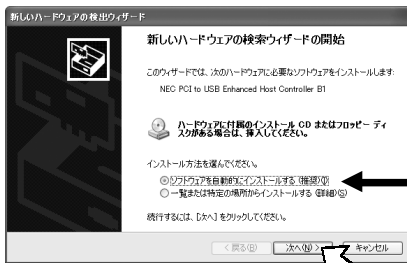 新しいハードウェアの検出ウィザード
新しいハードウェアの検索ウィザードの開始
このウィザードでは、次のハードウェアに必要なソフトウェアをインストールします:
NEC PCI to USB Enhanced Host Controller B1
ハードウェアに付属のインストール CD またはフロッピー ディ
スクがある場合は、挿入してください。
インストール方法を選んでください。
ソフトウェアを自動的にインストールする (推奨)(I)
一覧または特定の場所からインストールする (詳細)(S)
続行するには、[次へ] をクリックしてください。
< 戻る(B) 次へ(N) > キャンセル